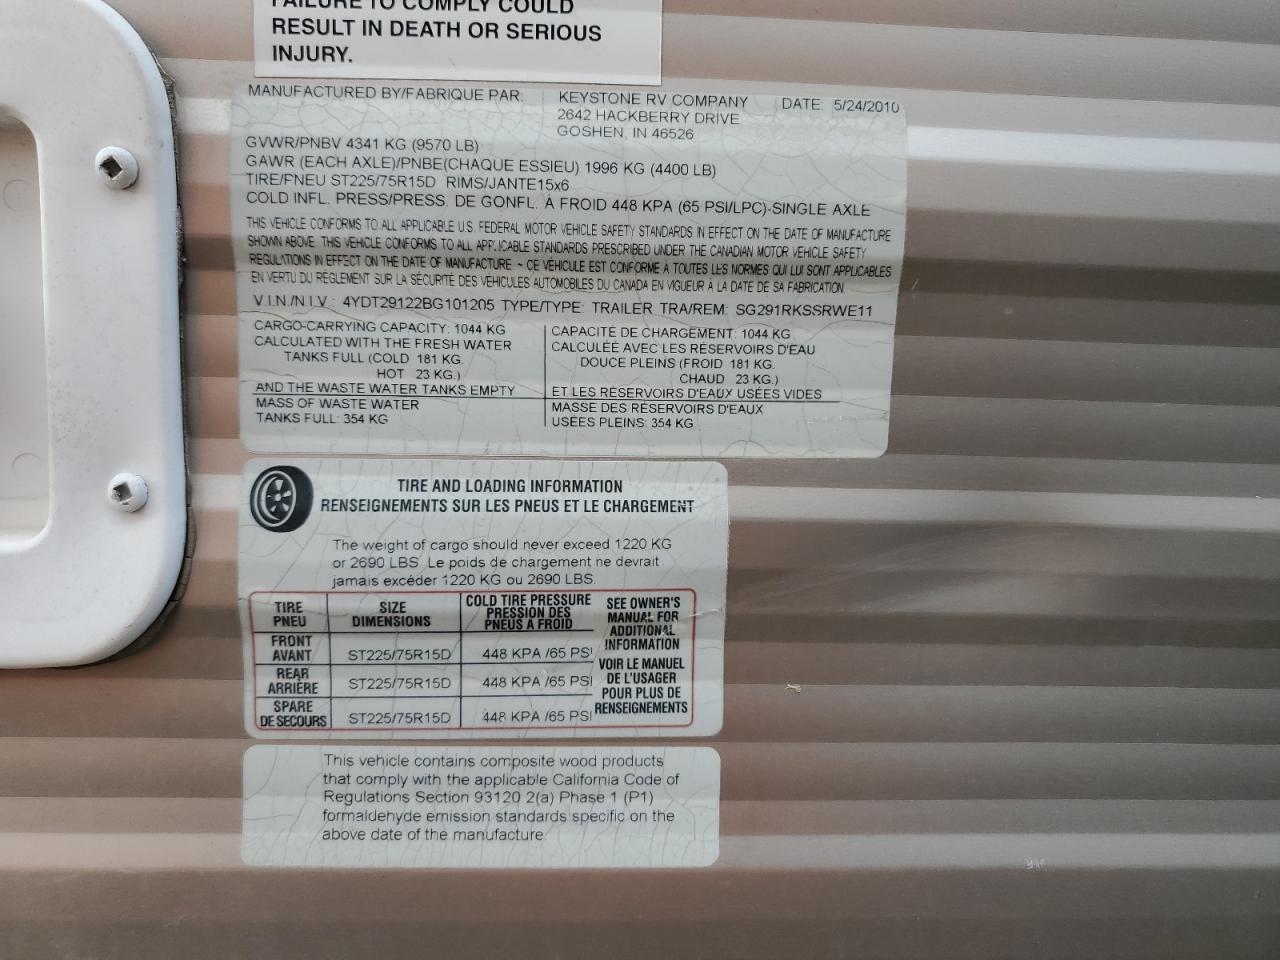 FAILURE TO COMPLY COULD
RESULT IN DEATH OR SERIOUS
INJURY.
MANUFACTURED BY/FABRIQUE PAR: KEYSTONE RV COMPANY DATE: 5/24/2010
2642 HACKBERRY DRIVE
GOSHEN, IN 46526
GVWR/PNBV 4341 KG (9570 LB)
GAWR (EACH AXLE)/PNBE(CHAQUE ESSIEU) 1996 KG (4400 LB)
TIRE/PNEU ST225/75R15D RIMS/JANTE15x6
COLD INFL. PRESS/PRESS. DE GONFL. À FROID 448 KPA (65 PSI/LPC)-SINGLE AXLE
THIS VEHICLE CONFORMS TO ALL APPLICABLE U.S. FEDERAL MOTOR VEHICLE SAFETY STANDARDS IN EFFECT ON THE DATE OF MANUFACTURE
SHOWN ABOVE. THIS VEHICLE CONFORMS TO ALL APPLICABLE STANDARDS PRESCRIBED UNDER THE CANADIAN MOTOR VEHICLE SAFETY
REGULATIONS IN EFFECT ON THE DATE OF MANUFACTURE ~ CE VÉHICULE EST CONFORME À TOUTES LES NORMES QUI LUI SONT APPLICABLES
EN VERTU DU RÈGLEMENT SUR LA SÉCURITÉ DES VÉHICULES AUTOMOBILES DU CANADA EN VIGUEUR À LA DATE DE SA FABRICATION.
V.I.N./N.I.V.: 4YDT29122BG101205 TYPE/TYPE: TRAILER TRA/REM: SG291RKSSRWE11
CARGO-CARRYING CAPACITY: 1044 KG
CALCULATED WITH THE FRESH WATER
TANKS FULL (COLD 181 KG.
HOT 23 KG.)
AND THE WASTE WATER TANKS EMPTY
MASS OF WASTE WATER
TANKS FULL: 354 KG
CAPACITÉ DE CHARGEMENT: 1044 KG
CALCULÉE AVEC LES RÉSERVOIRS D'EAU
DOUCE PLEINS (FROID 181 KG.
CHAUD 23 KG.)
ET LES RÉSERVOIRS D'EAUX USÉES VIDES
MASSE DES RÉSERVOIRS D'EAUX
USÉES PLEINS: 354 KG
TIRE AND LOADING INFORMATION
RENSEIGNEMENTS SUR LES PNEUS ET LE CHARGEMENT
The weight of cargo should never exceed 1220 KG
or 2690 LBS. Le poids de chargement ne devrait
jamais excéder 1220 KG ou 2690 LBS.
TIRE
PNEU
SIZE
DIMENSIONS
COLD TIRE PRESSURE
PRESSION DES
PNEUS A FROID
FRONT
AVANT
ST225/75R15D 448 KPA /65 PSI
REAR
ARRIÈRE
ST225/75R15D 448 KPA /65 PSI
SPARE
DE SECOURS
ST225/75R15D 448 KPA /65 PSI
SEE OWNER'S
MANUAL FOR
ADDITIONAL
INFORMATION
VOIR LE MANUEL
DE L'USAGER
POUR PLUS DE
RENSEIGNEMENTS
This vehicle contains composite wood products
that comply with the applicable California Code of
Regulations Section 93120.2(a) Phase 1 (P1)
formaldehyde emission standards specific on the
above date of the manufacture.